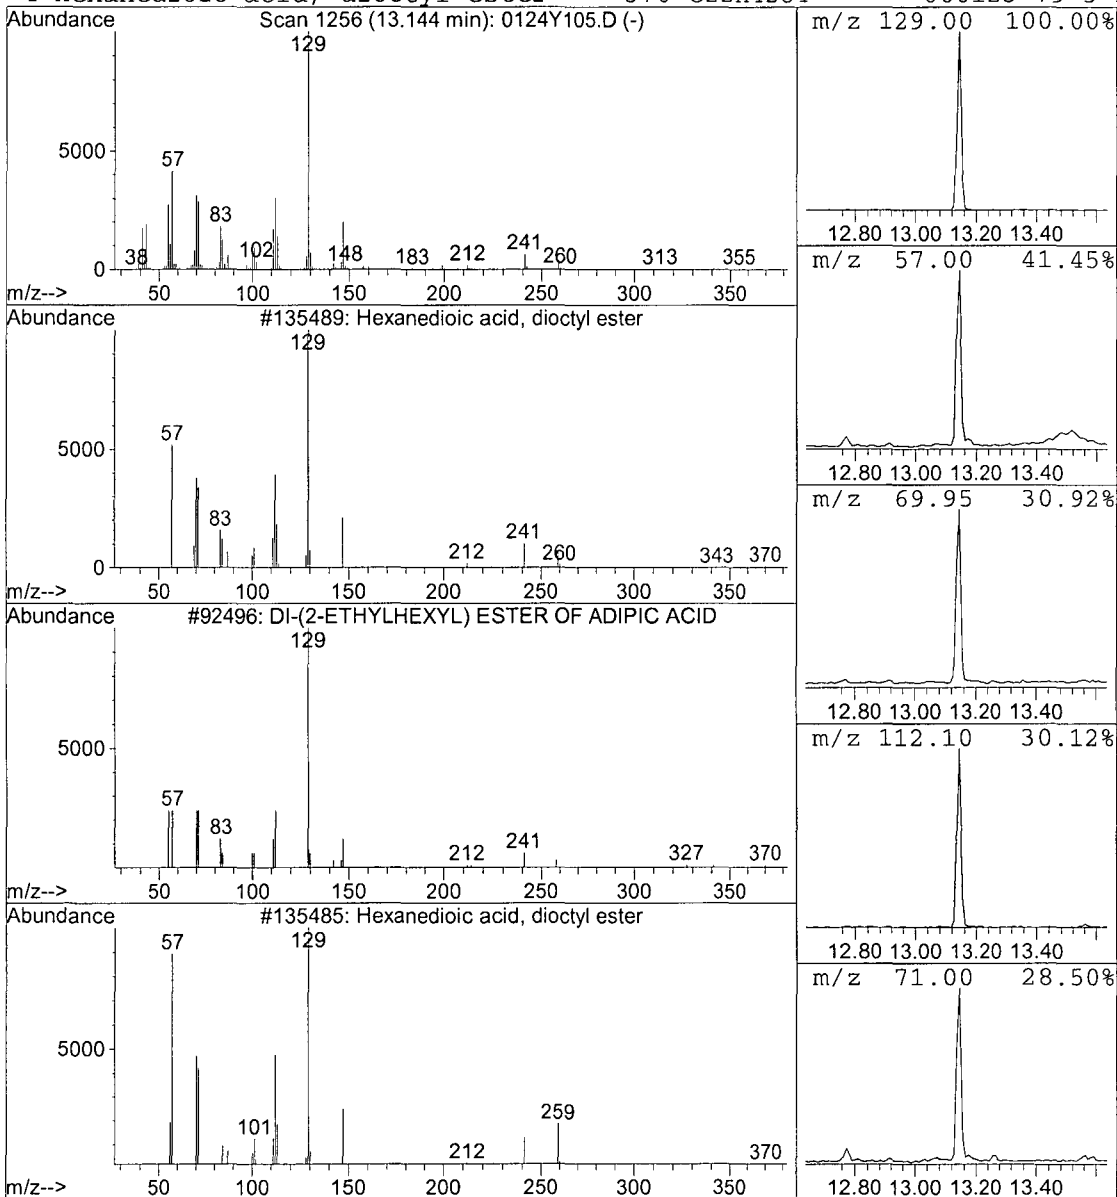 Abundance Scan 1256 (13.144 min): 0124Y105.D (-)
129
5000
57
83
38 102 148 183 212 241 260 313 355
0
m/z--> 50 100 150 200 250 300 350
Abundance #135489: Hexanedioic acid, dioctyl ester
129
57
5000
83
212 241 260 343 370
0
m/z--> 50 100 150 200 250 300 350
Abundance #92496: DI-(2-ETHYLHEXYL) ESTER OF ADIPIC ACID
129
5000
57
83
212 241 327 370
m/z--> 50 100 150 200 250 300 350
Abundance #135485: Hexanedioic acid, dioctyl ester
57 129
5000
101 259
212 370
m/z--> 50 100 150 200 250 300 350
m/z 129.00 100.00%
12.80 13.00 13.20 13.40
m/z 57.00 41.45%
12.80 13.00 13.20 13.40
m/z 69.95 30.92%
12.80 13.00 13.20 13.40
m/z 112.10 30.12%
12.80 13.00 13.20 13.40
m/z 71.00 28.50%
12.80 13.00 13.20 13.40